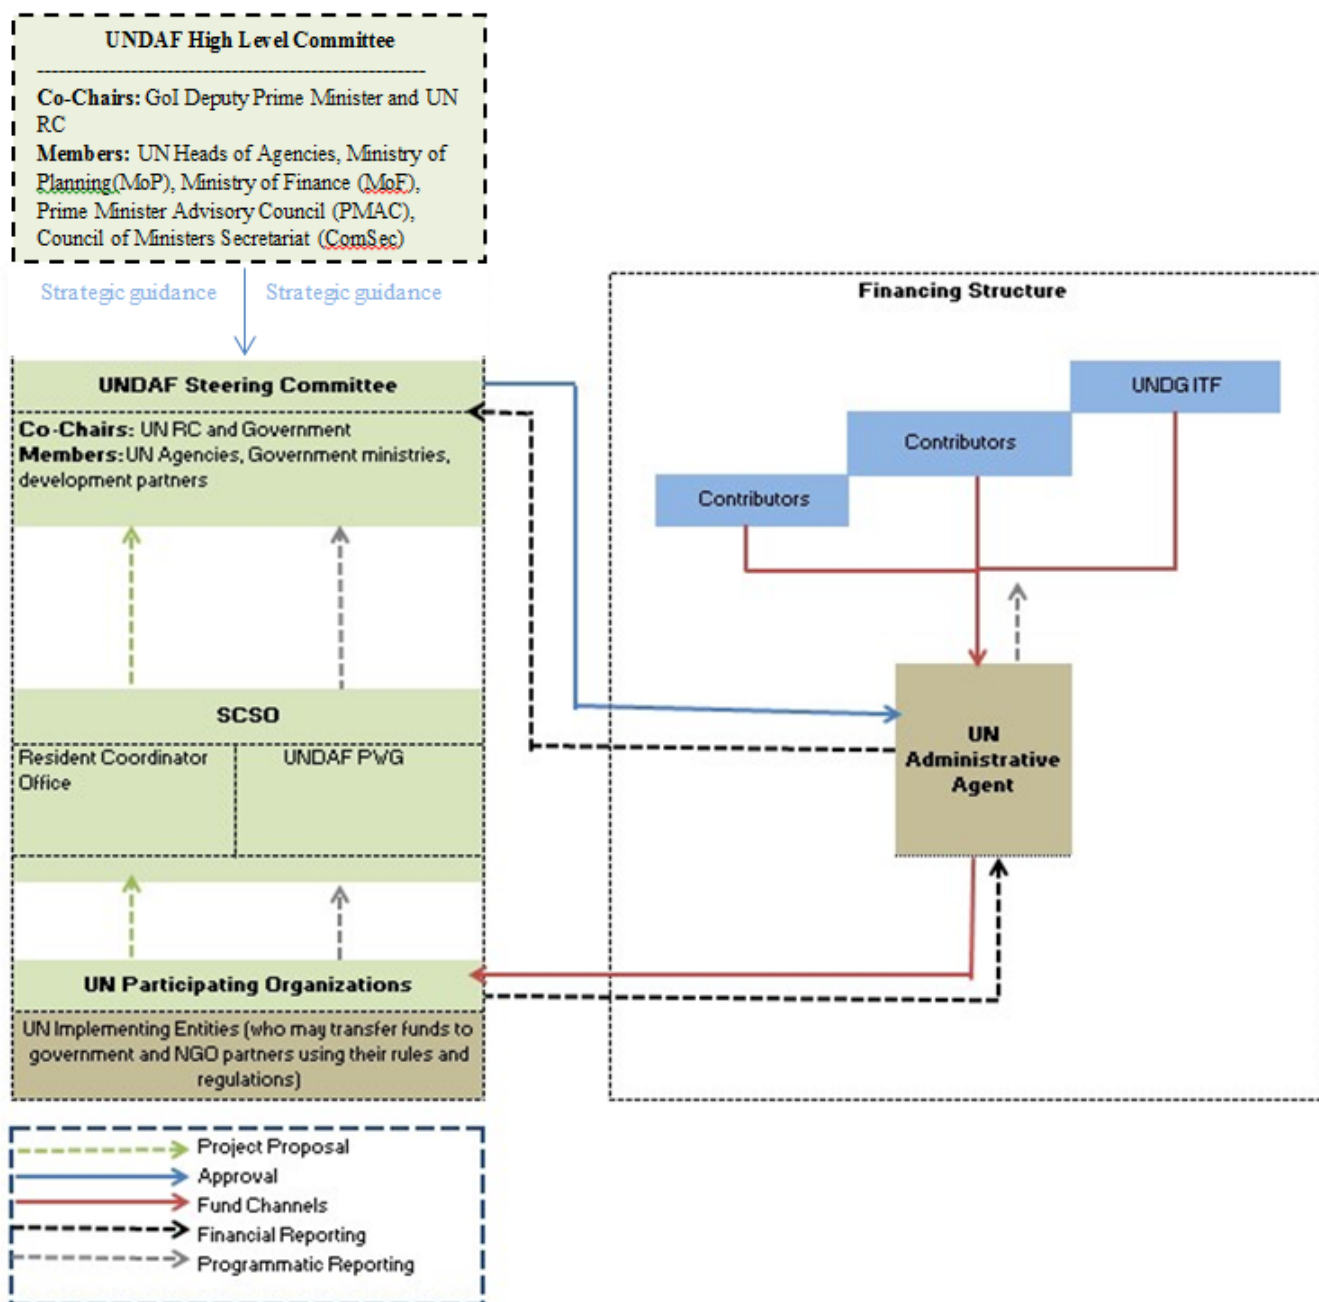 UNDAF High Level Committee
------------------------------------------------------
Co-Chairs: GoI Deputy Prime Minister and UN
RC
Members: UN Heads of Agencies, Ministry of
Planning(MoP), Ministry of Finance (MoF),
Prime Minister Advisory Council (PMAC),
Council of Ministers Secretariat (ComSec)
Strategic guidance
Strategic guidance
UNDAF Steering Committee
Co-Chairs: UN RC and Government
Members:UN Agencies, Government ministries,
development partners
SCSO
Resident Coordinator
Office
UNDAF PWG
UN Participating Organizations
UN Implementing Entities (who may transfer funds to
government and NGO partners using their rules and
regulations)
Financing Structure
UNDG ITF
Contributors
Contributors
UN
Administrative
Agent
Project Proposal
Approval
Fund Channels
Financial Reporting
Programmatic Reporting